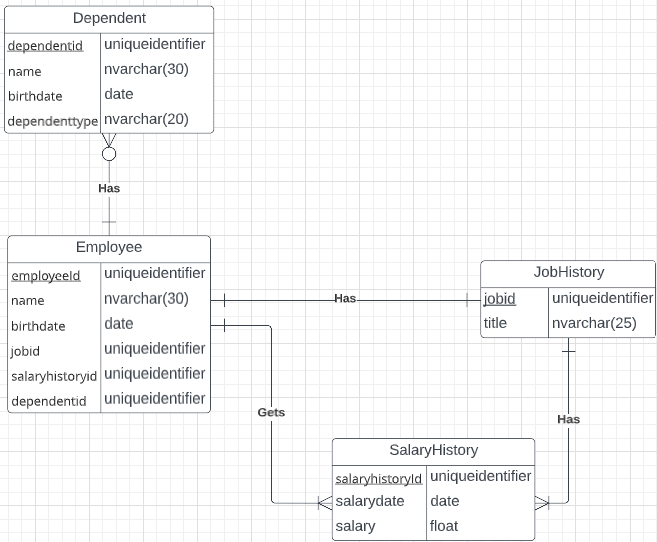 Dependent
dependentid uniqueidentifier
name nvarchar(30)
birthdate date
dependenttype nvarchar(20)
Has
Employee
employeeId uniqueidentifier
name nvarchar(30)
birthdate date
jobid uniqueidentifier
salaryhistoryid uniqueidentifier
dependentid uniqueidentifier
Has
JobHistory
jobid uniqueidentifier
title nvarchar(25)
Gets
Has
SalaryHistory
salaryhistoryId uniqueidentifier
salarydate date
salary float